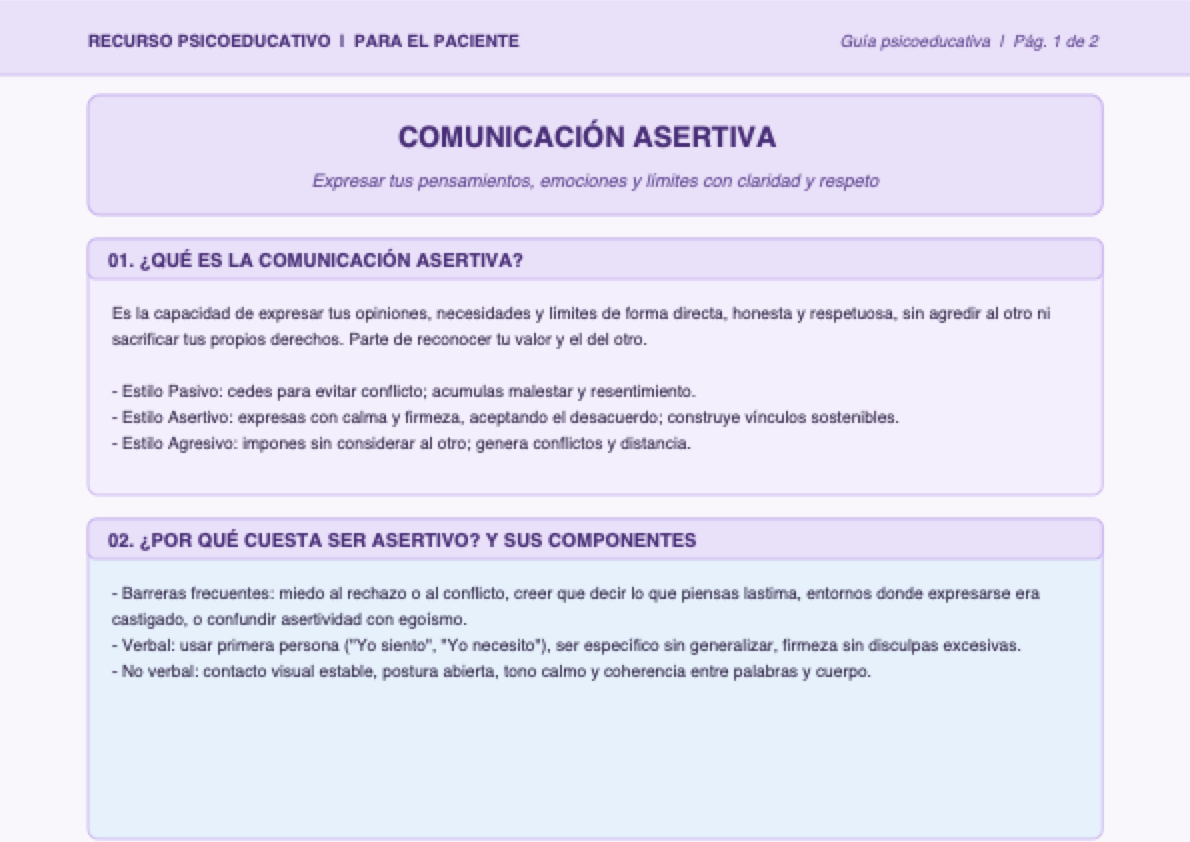 RECURSO PSICOEDUCATIVO | PARA EL PACIENTE
Guía psicoeducativa | Pág. 1 de 2
COMUNICACIÓN ASERTIVA
Expresar tus pensamientos, emociones y límites con claridad y respeto
01. ¿QUÉ ES LA COMUNICACIÓN ASERTIVA?
Es la capacidad de expresar tus opiniones, necesidades y límites de forma directa, honesta y respetuosa, sin agredir al otro ni
sacrificar tus propios derechos. Parte de reconocer tu valor y el del otro.
- Estilo Pasivo: cedes para evitar conflicto; acumulas malestar y resentimiento.
- Estilo Asertivo: expresas con calma y firmeza, aceptando el desacuerdo; construye vínculos sostenibles.
- Estilo Agresivo: impones sin considerar al otro; genera conflictos y distancia.
02. ¿POR QUÉ CUESTA SER ASERTIVO? Y SUS COMPONENTES
- Barreras frecuentes: miedo al rechazo o al conflicto, creer que decir lo que piensas lastima, entornos donde expresarse era
castigado, o confundir asertividad con egoísmo.
- Verbal: usar primera persona ("Yo siento", "Yo necesito"), ser específico sin generalizar, firmeza sin disculpas excesivas.
- No verbal: contacto visual estable, postura abierta, tono calmo y coherencia entre palabras y cuerpo.